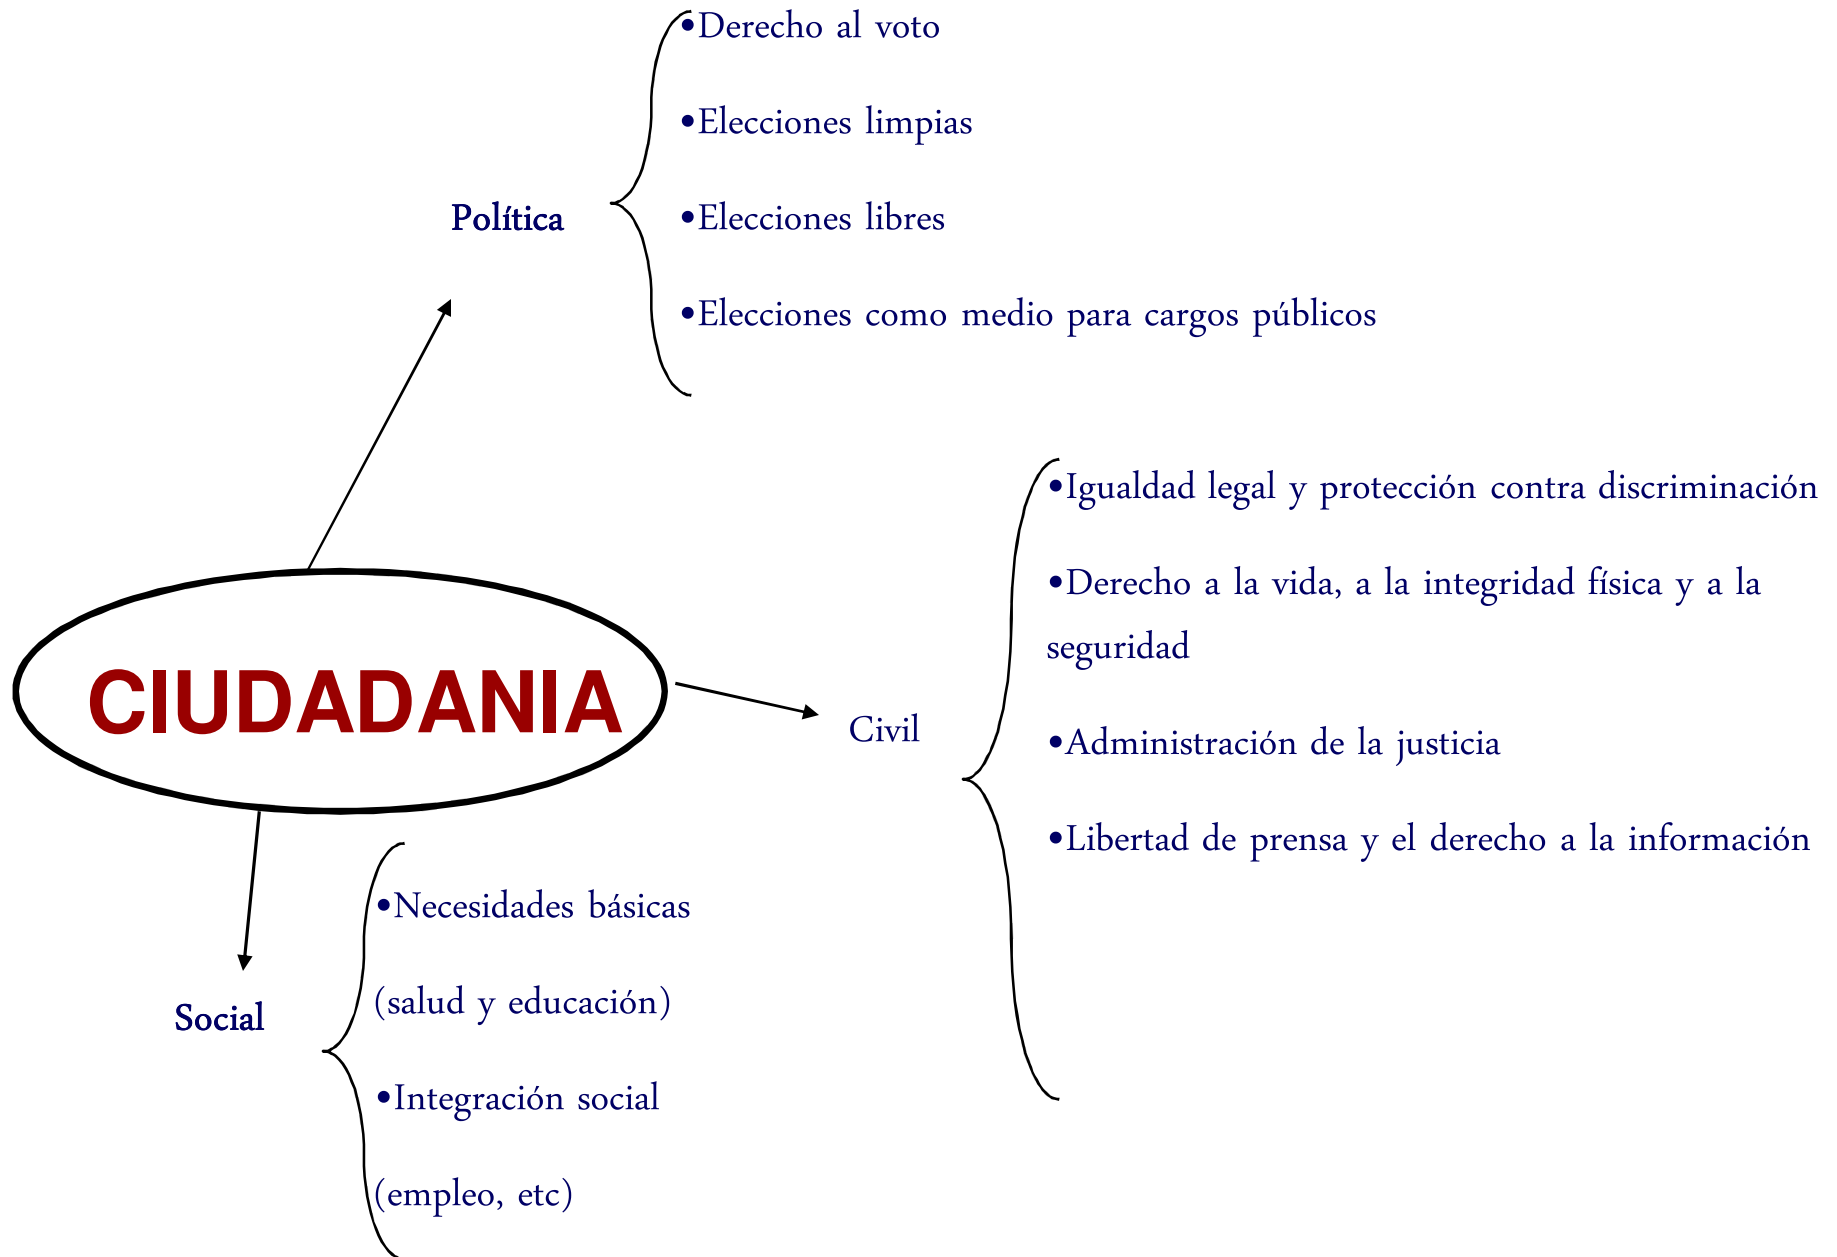 •Derecho al voto
•Elecciones limpias
Política
•Elecciones libres
•Elecciones como medio para cargos públicos
CIUDADANIA
Civil
•Igualdad legal y protección contra discriminación
•Derecho a la vida, a la integridad física y a la
seguridad
•Administración de la justicia
•Libertad de prensa y el derecho a la información
Social
•Necesidades básicas
(salud y educación)
•Integración social
(empleo, etc)